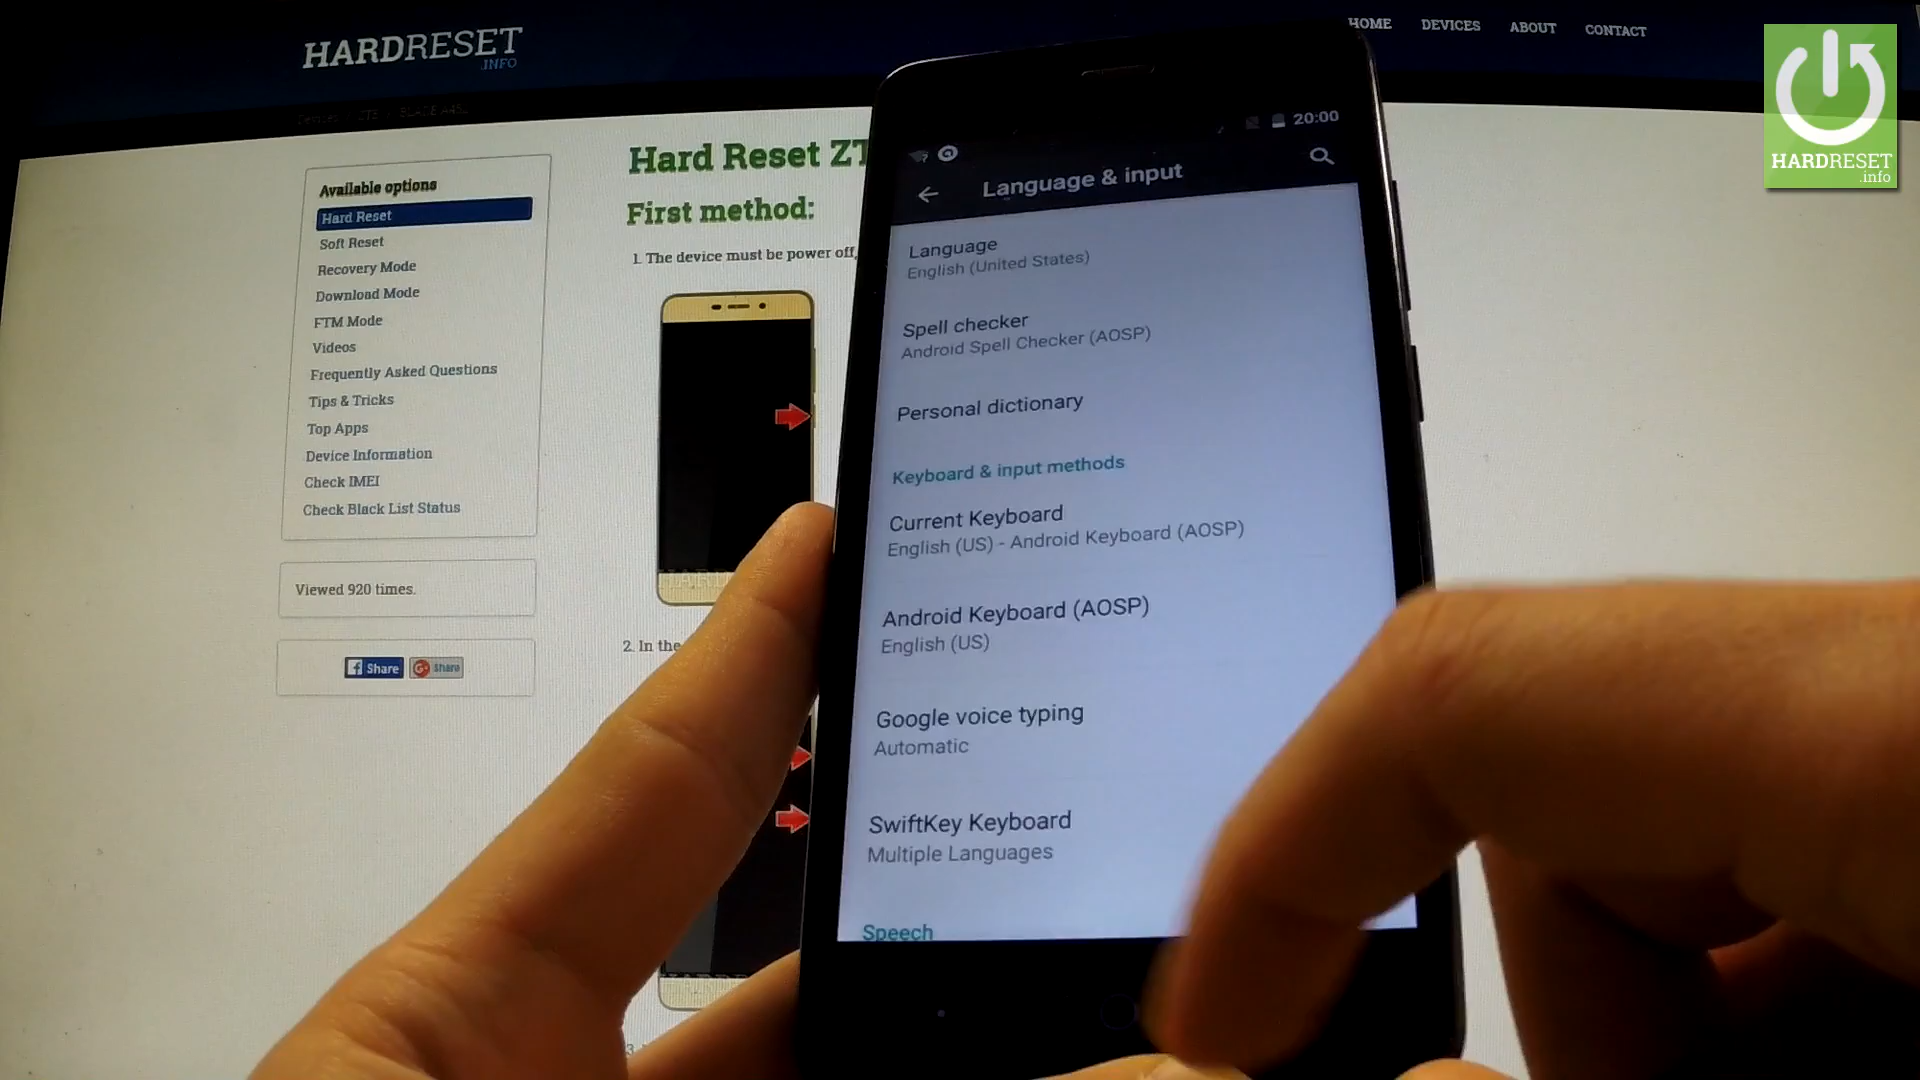 HARDRESET
.INFO
HOME DEVICES ABOUT CONTACT
HARDRESET
.info
Available options
Hard Reset
Soft Reset
Recovery Mode
Download Mode
FTM Mode
Videos
Frequently Asked Questions
Tips & Tricks
Top Apps
Device Information
Check IMEI
Check Black List Status
Viewed 920 times.
Share Share
Hard Reset ZT
First method:
1. The device must be power off,
2. In the
3.
20:00
Language & input
Language
English (United States)
Spell checker
Android Spell Checker (AOSP)
Personal dictionary
Keyboard & input methods
Current Keyboard
English (US) - Android Keyboard (AOSP)
Android Keyboard (AOSP)
English (US)
Google voice typing
Automatic
SwiftKey Keyboard
Multiple Languages
Speech